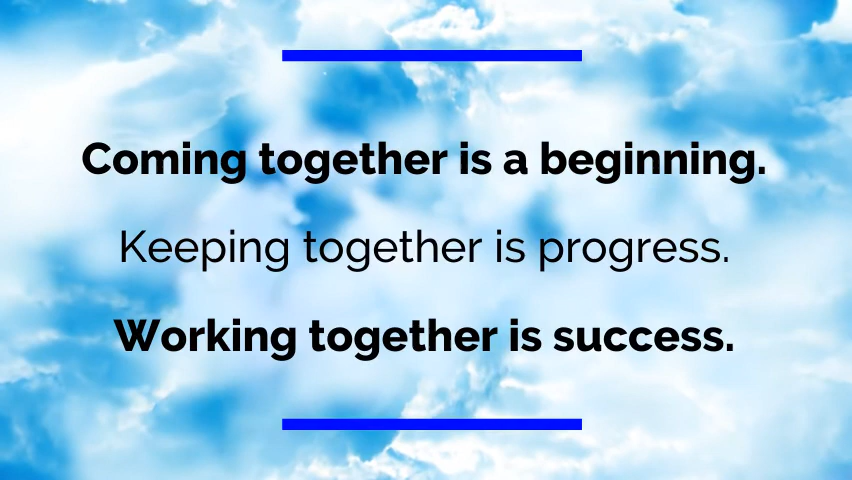 Coming together is a beginning.
Keeping together is progress.
Working together is success.